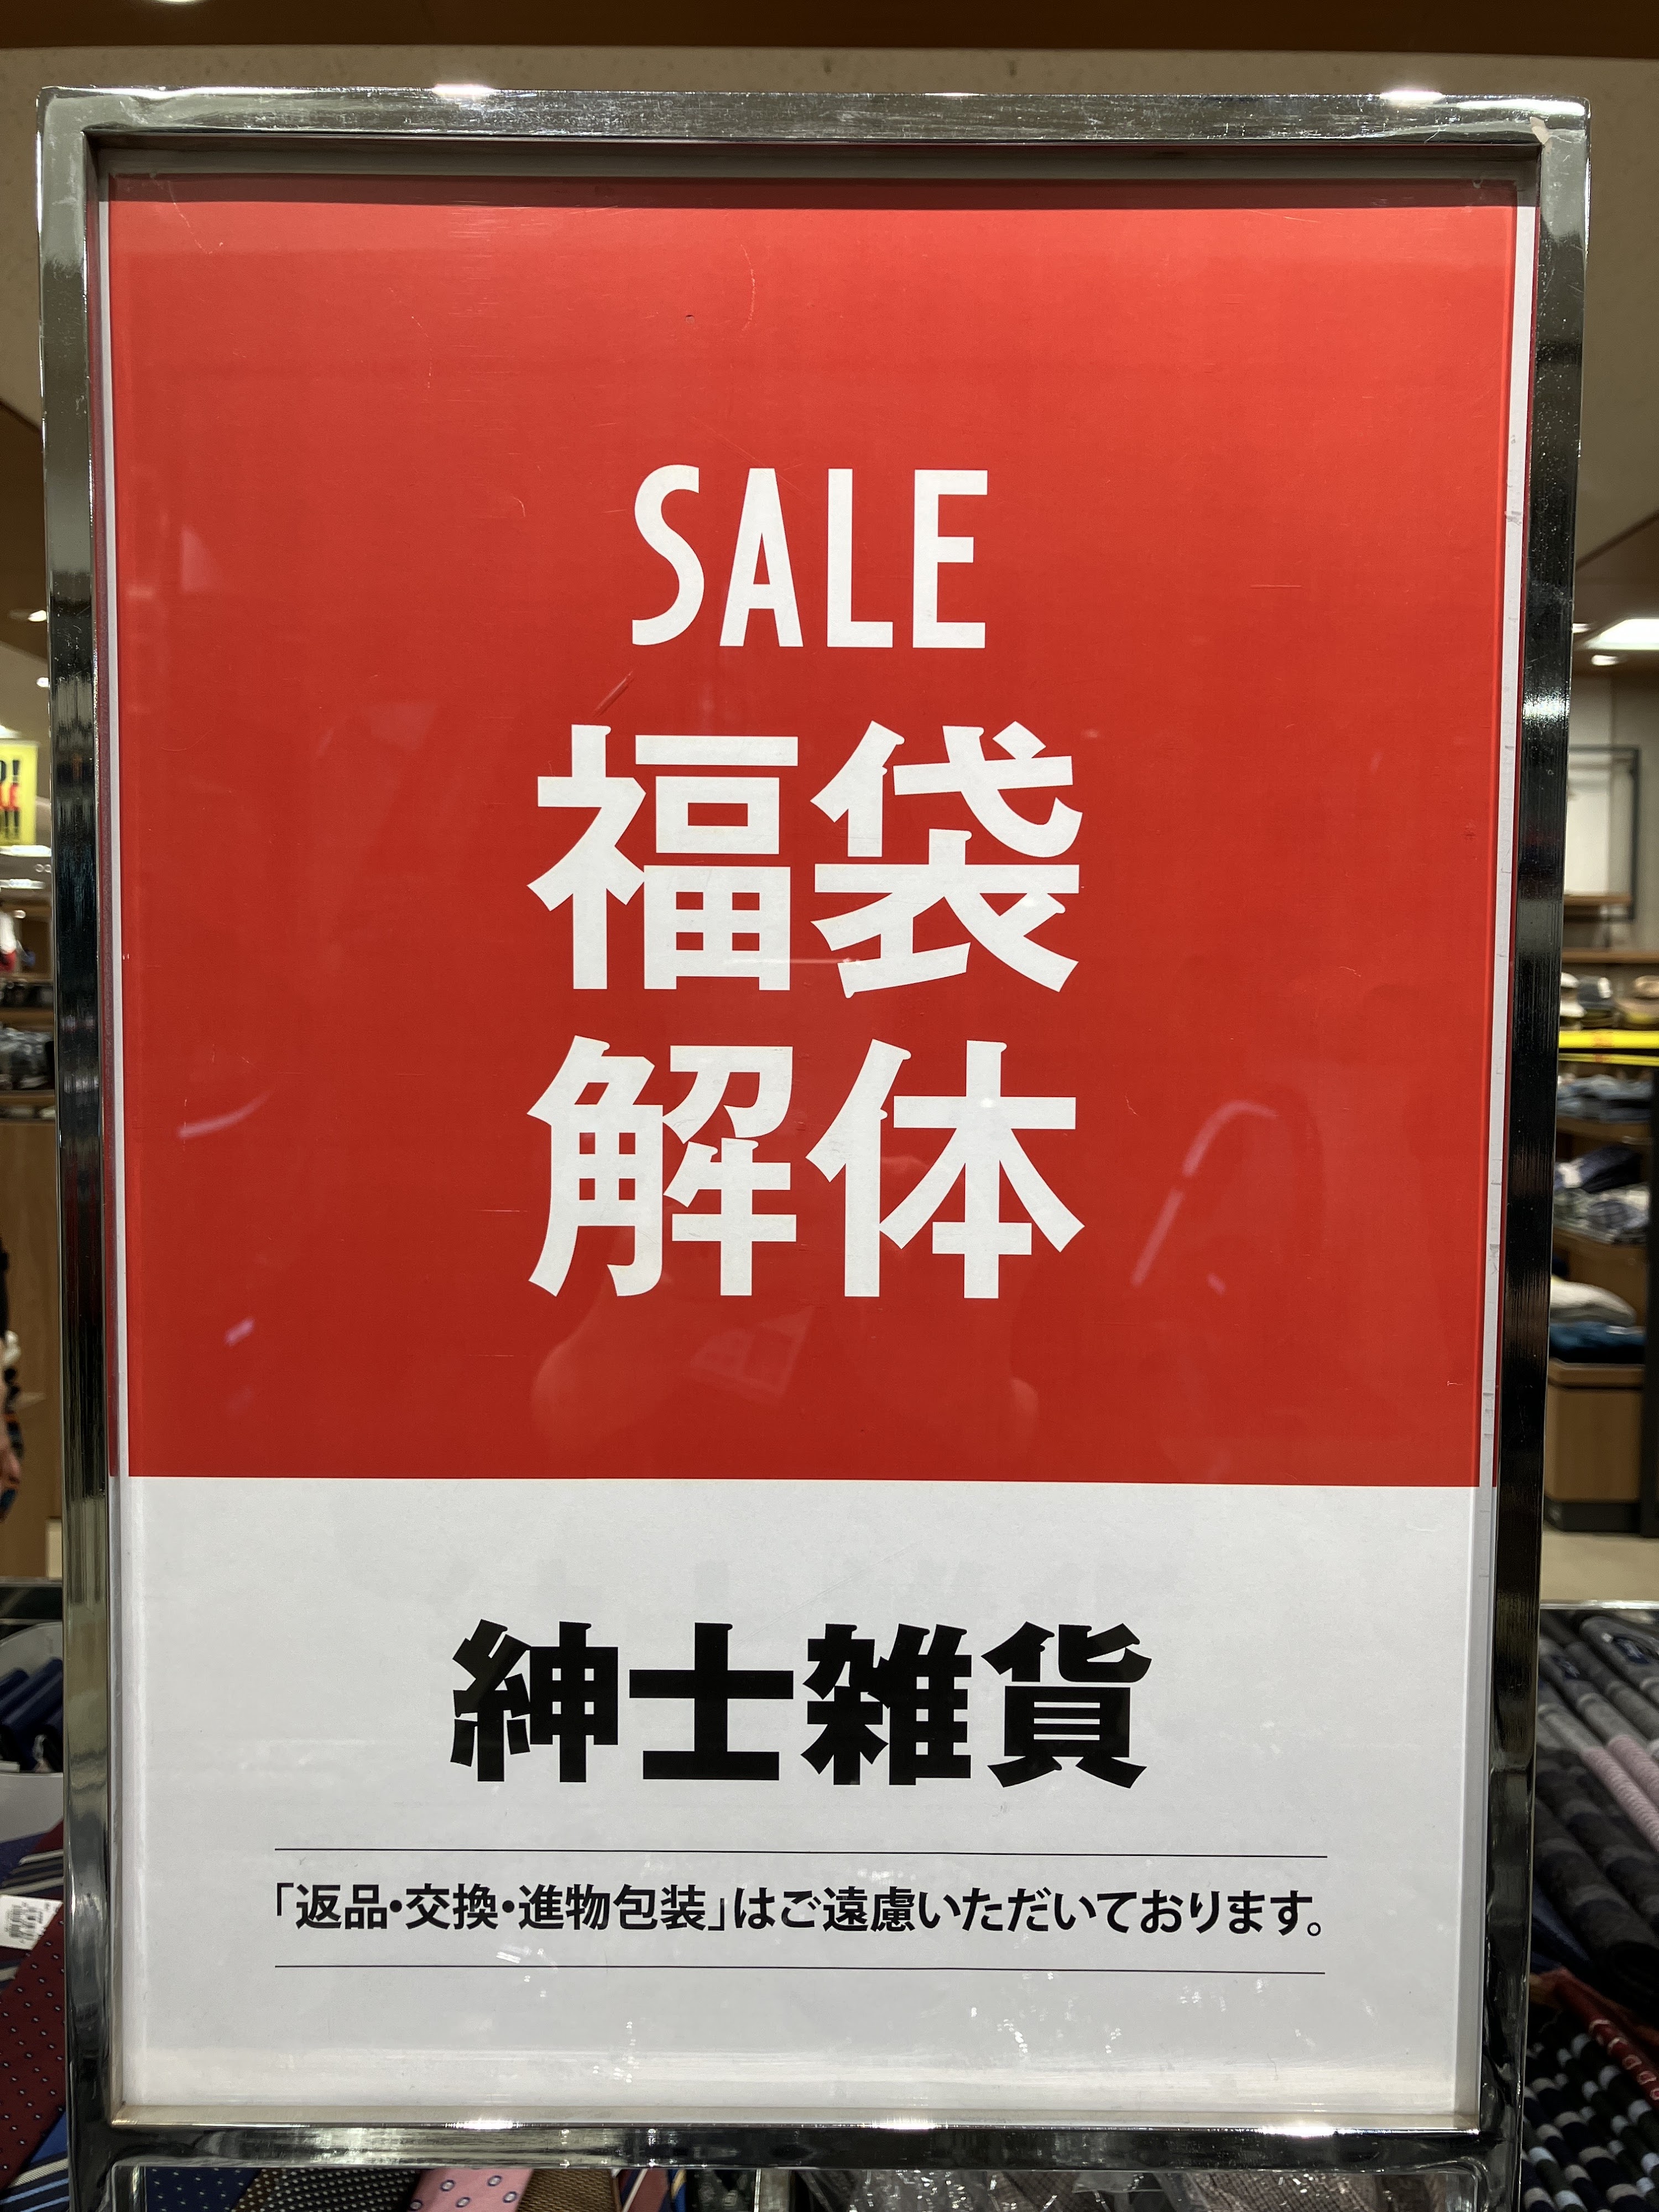 SALE
福袋
解体
紳士雑貨
「返品・交換・進物包装」はご遠慮いただいております。